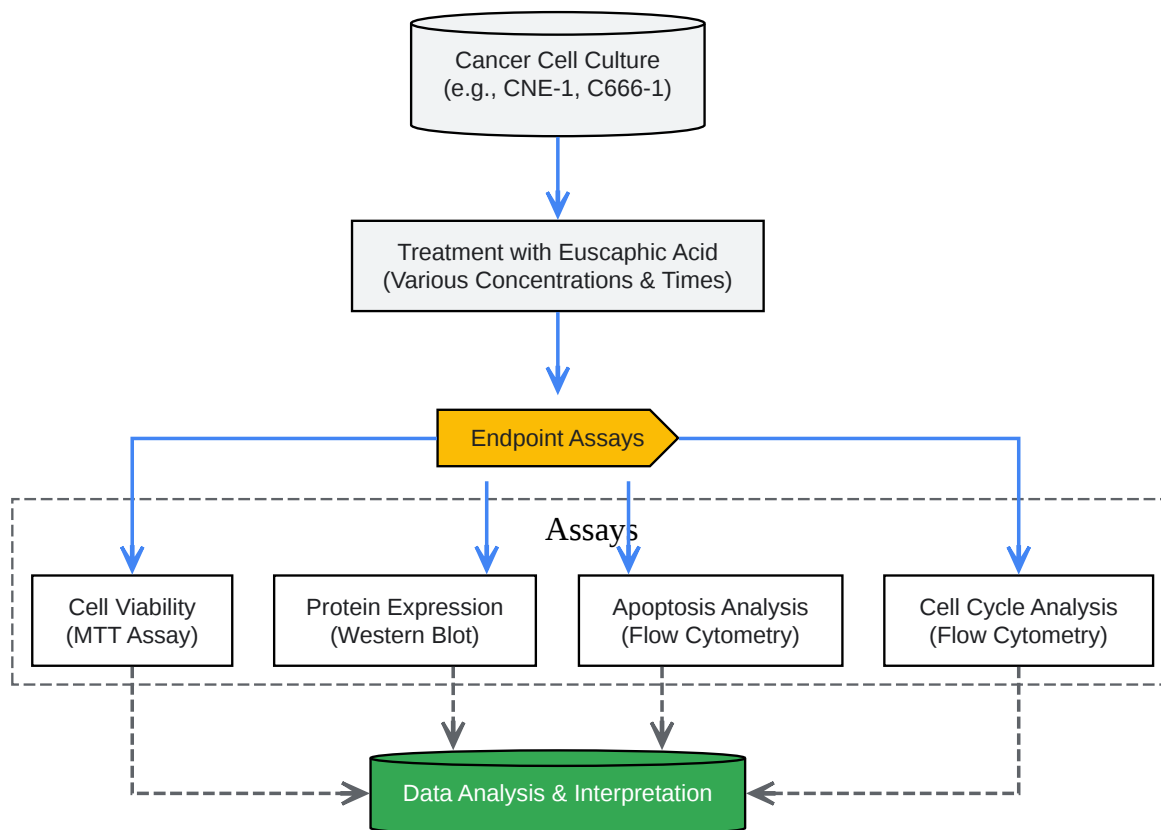 Cancer Cell Culture
(e.g., CNE-1, C666-1)
Treatment with Euscaphic Acid
(Various Concentrations & Times)
Endpoint Assays
Assays
Cell Viability
(MTT Assay)
Protein Expression
(Western Blot)
Apoptosis Analysis
(Flow Cytometry)
Cell Cycle Analysis
(Flow Cytometry)
Data Analysis & Interpretation